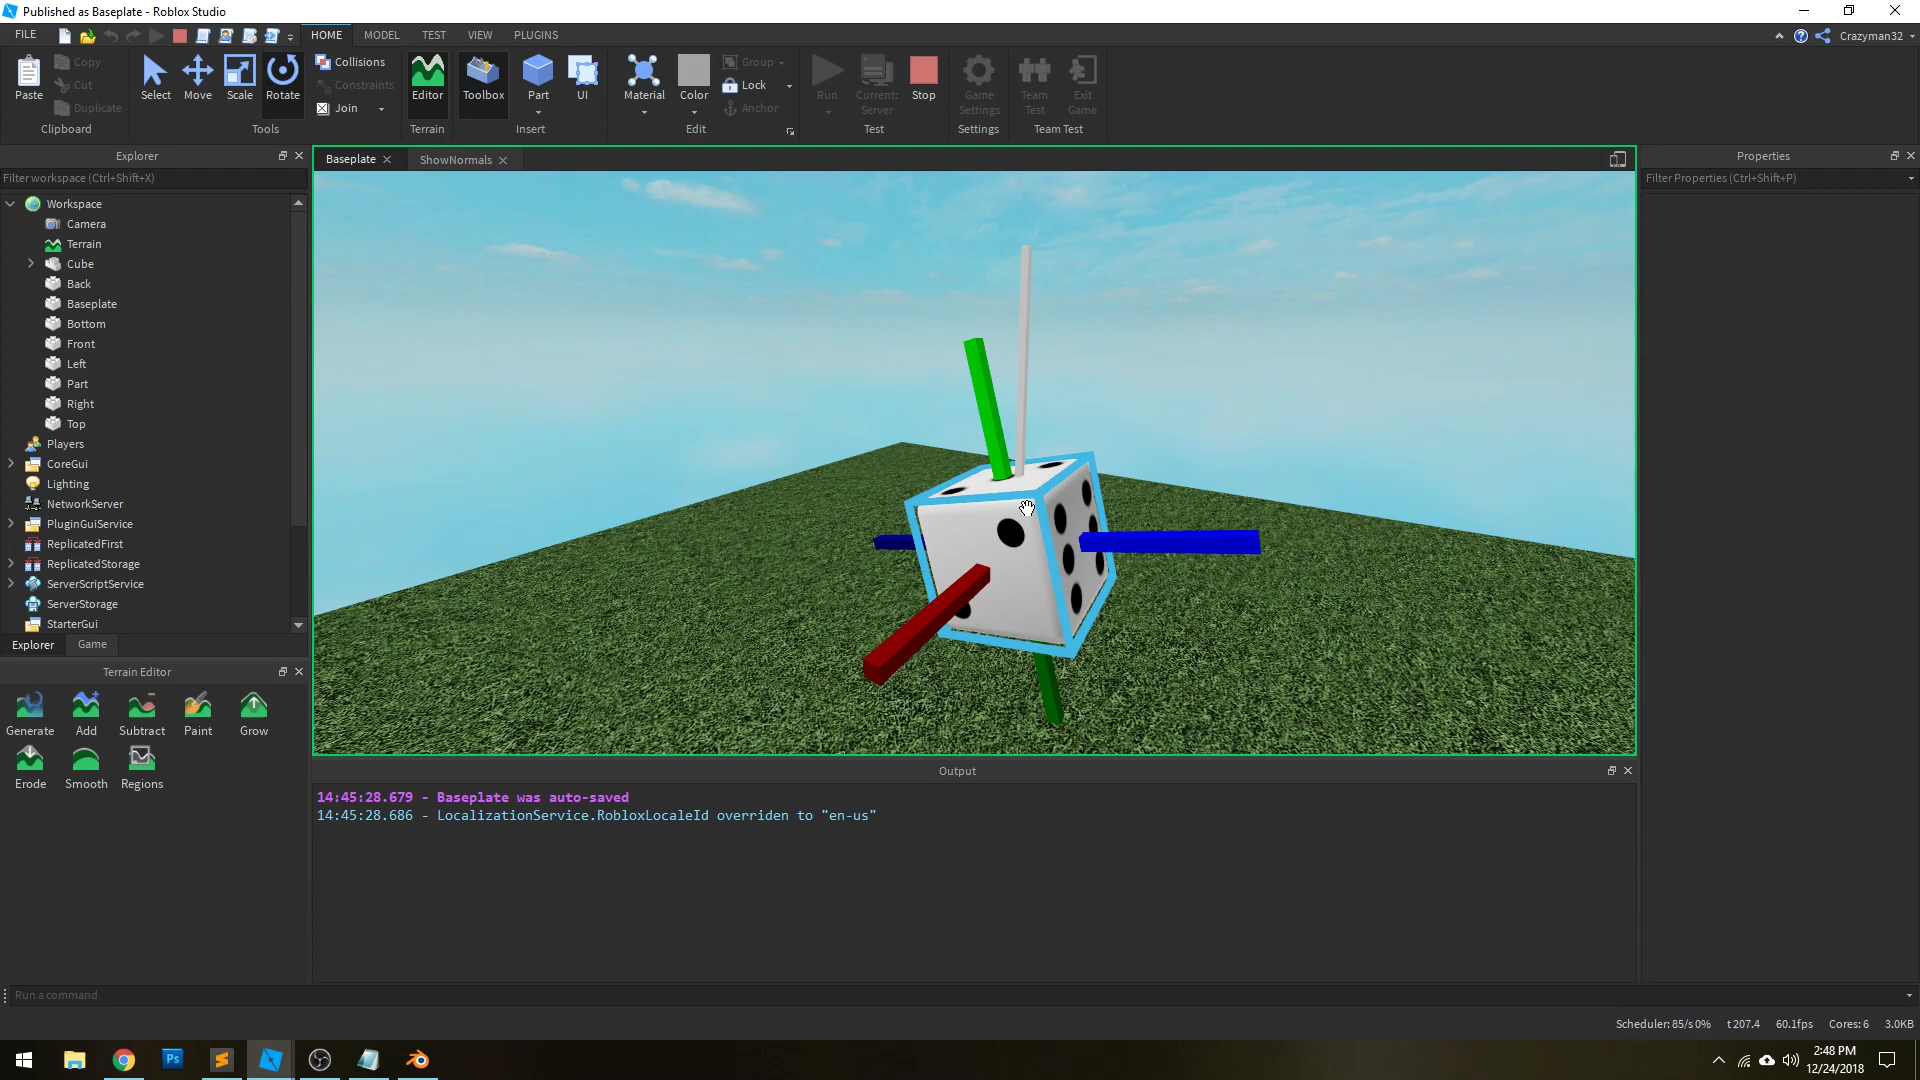 Published as Baseplate - Roblox Studio
FILE
HOME
MODEL
TEST
VIEW
PLUGINS
Crazyman32
Paste
Copy
Cut
Duplicate
Clipboard
Select
Move
Scale
Rotate
Collisions
Constraints
Join
Tools
Editor
Terrain
Toolbox
Part
UI
Insert
Material
Color
Group
Lock
Anchor
Edit
Run
Current:
Server
Stop
Test
Game
Settings
Settings
Team
Test
Exit
Game
Team Test
Explorer
Filter workspace (Ctrl+Shift+X)
Workspace
Camera
Terrain
Cube
Back
Baseplate
Bottom
Front
Left
Part
Right
Top
Players
CoreGui
Lighting
NetworkServer
PluginGuiService
ReplicatedFirst
ReplicatedStorage
ServerScriptService
ServerStorage
StarterGui
Explorer
Game
Baseplate
ShowNormals
Properties
Filter Properties (Ctrl+Shift+P)
Terrain Editor
Generate
Add
Subtract
Paint
Grow
Erode
Smooth
Regions
Output
14:45:28.679 - Baseplate was auto-saved
14:45:28.686 - LocalizationService.RobloxLocaleId overriden to "en-us"
Run a command
Scheduler: 85/s 0%
t 207.4
60.1fps
Cores: 6
3.0KB
Ps
2:48 PM
12/24/2018